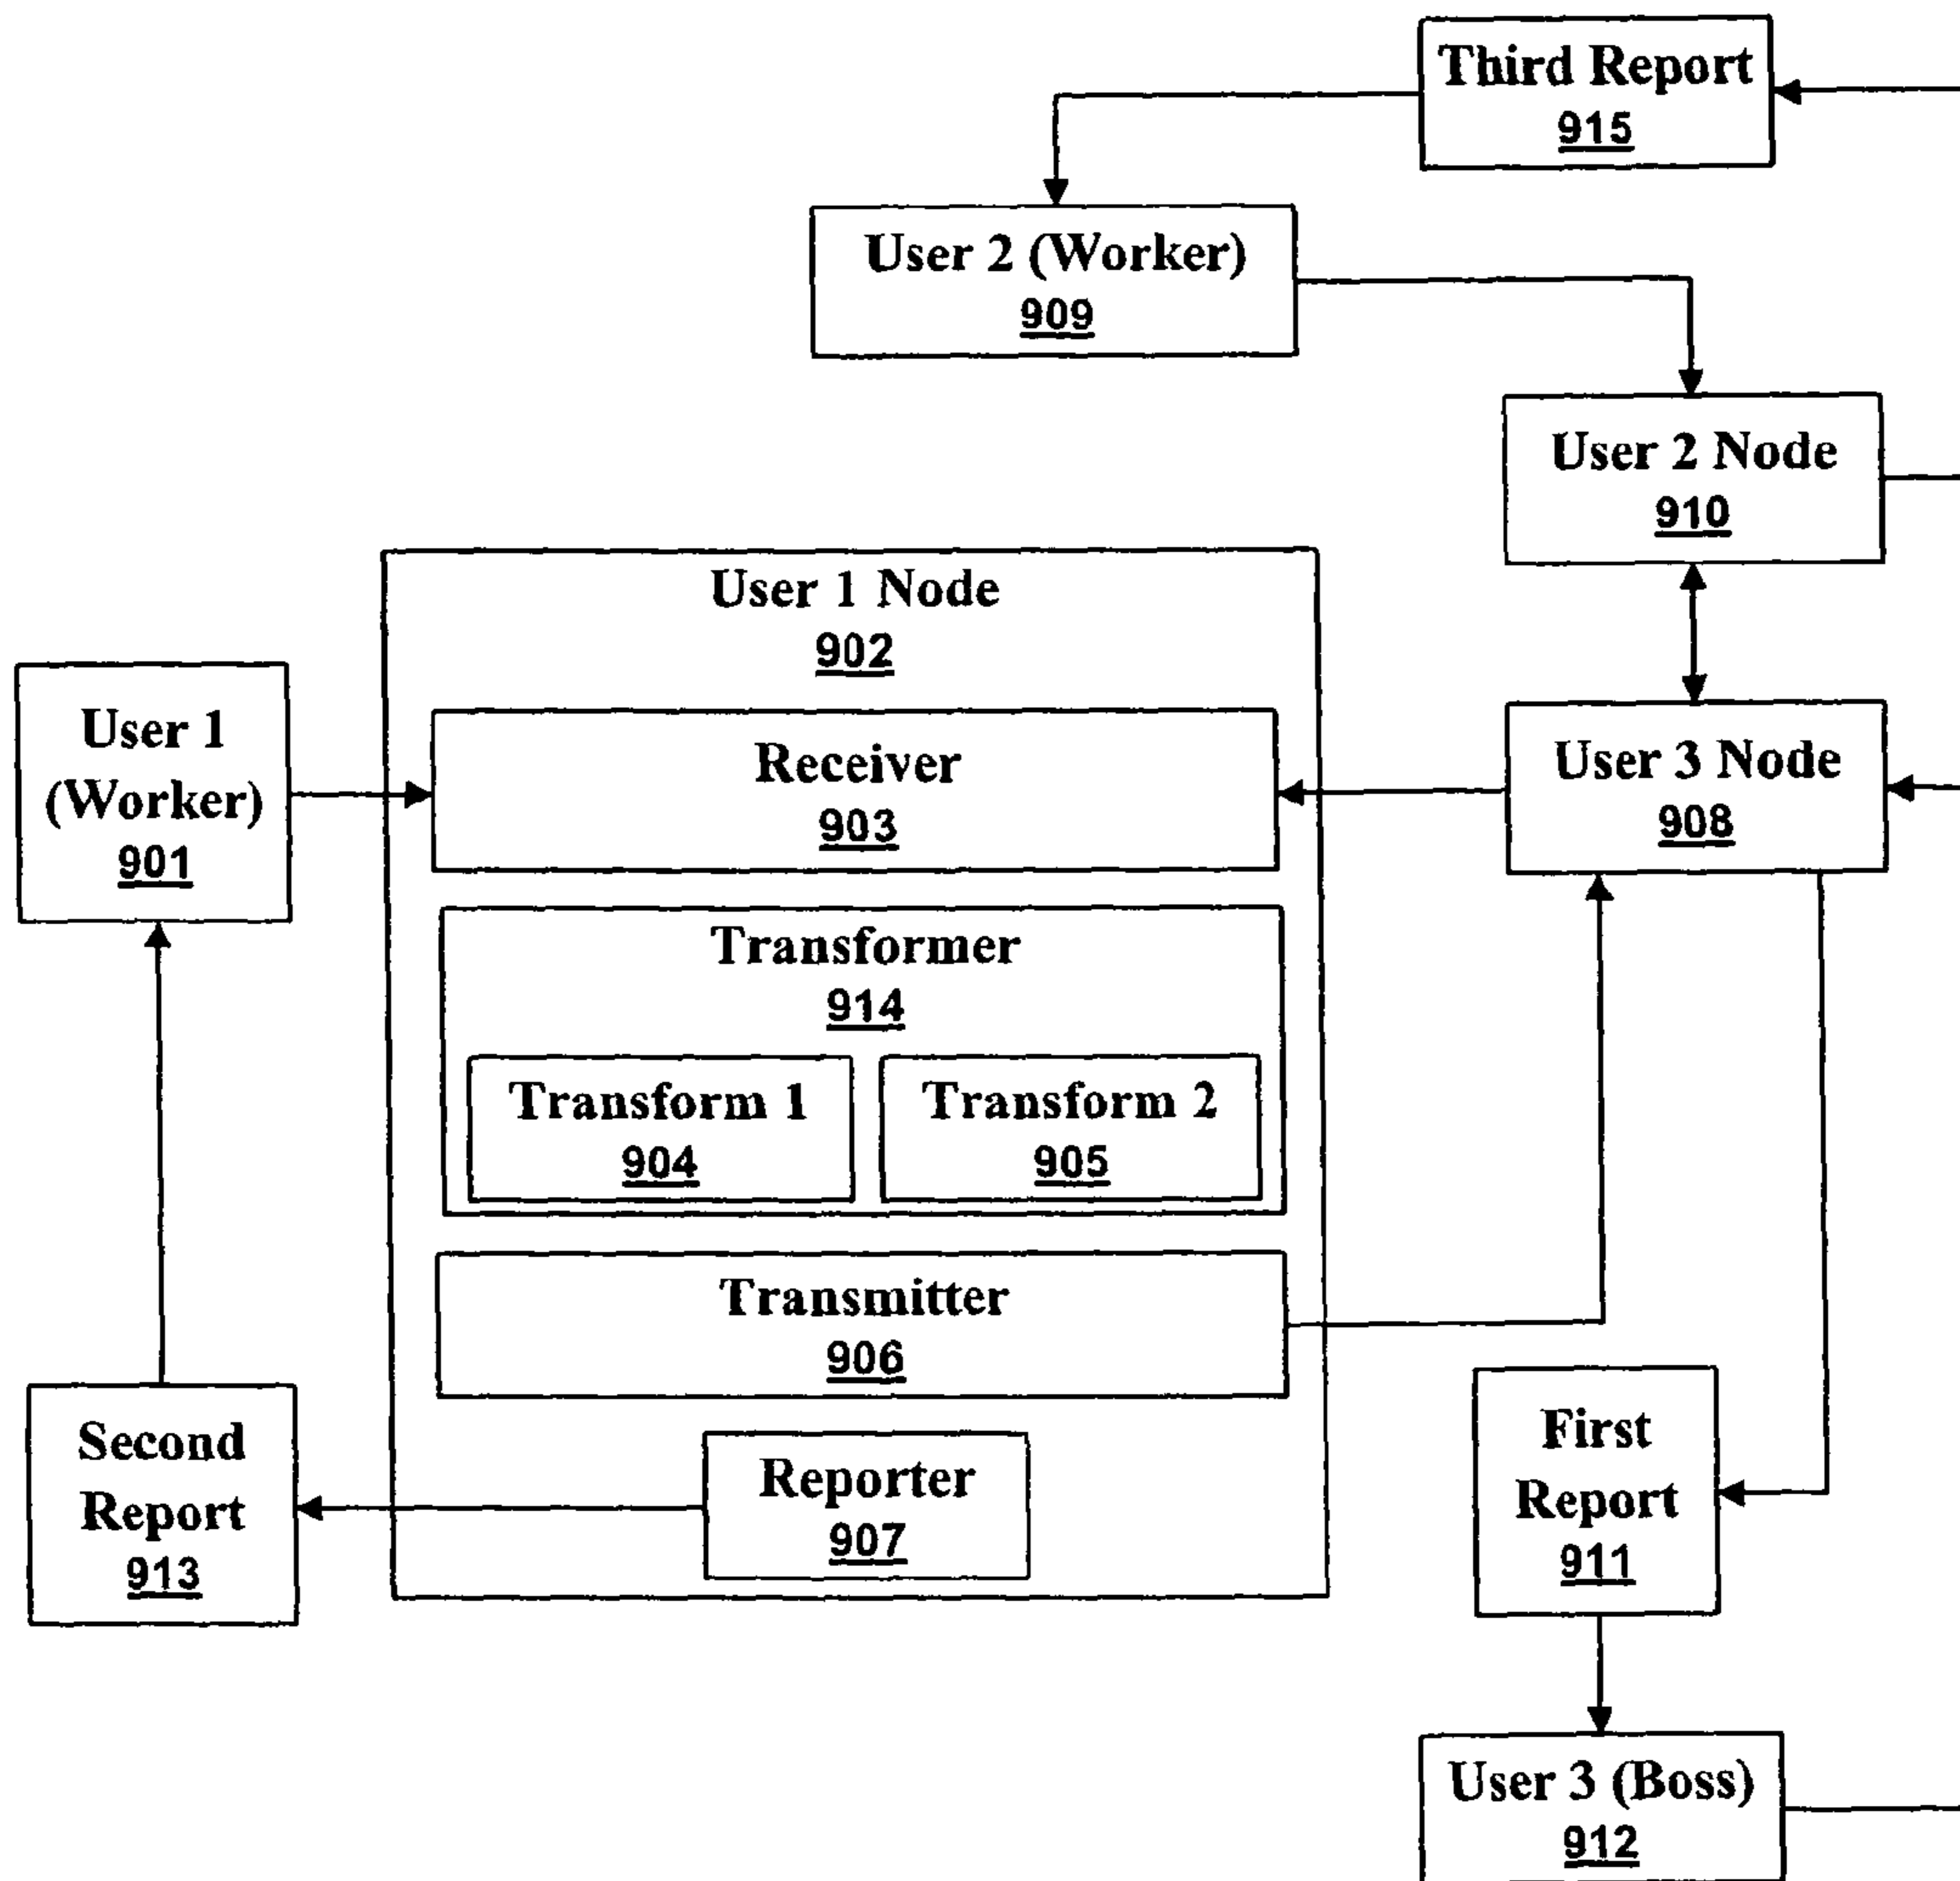 Third Report
915
User 2 (Worker)
909
User 2 Node
910
User 1 Node
902
User 1
(Worker)
901
Receiver
903
User 3 Node
908
Transformer
914
Transform 1
904
Transform 2
905
Transmitter
906
First
Report
911
Second
Report
913
Reporter
907
User 3 (Boss)
912